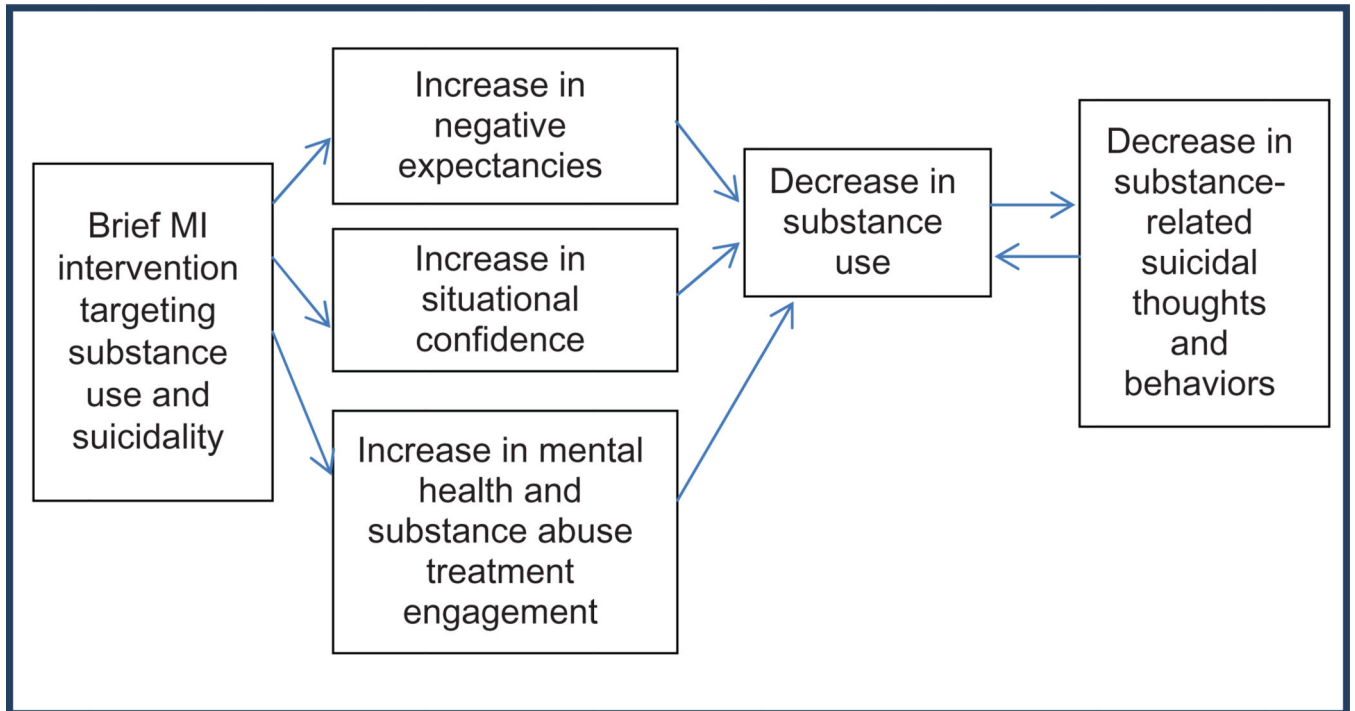 Brief MI
intervention
targeting
substance
use and
suicidality
Increase in
negative
expectancies
Increase in
situational
confidence
Increase in mental
health and
substance abuse
treatment
engagement
Decrease in
substance
use
Decrease in
substance-
related
suicidal
thoughts
and
behaviors